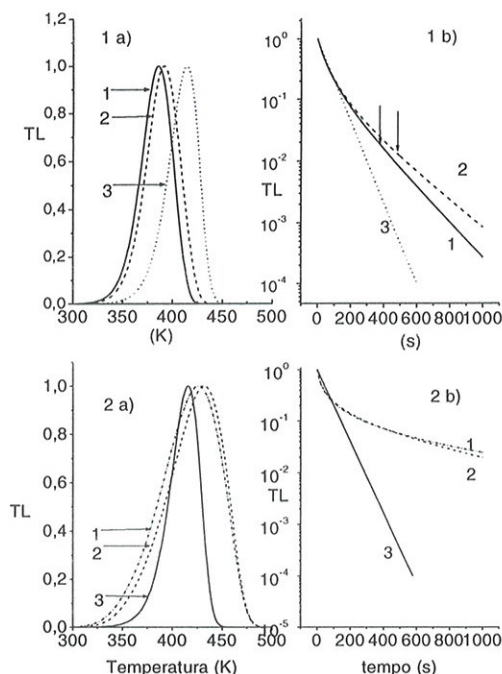 1 a)
1,0
0,8
0,6
0,4
0,2
0,0
TL
1
2
3
300 350 400 450 500
(K)
1 b)
10⁰
10⁻¹
10⁻²
10⁻³
10⁻⁴
TL
2
1
3
0 200 400 600 800 1000
(s)
2 a)
1,0
0,8
0,6
0,4
0,2
0,0
TL
1
2
3
300 350 400 450 500
Temperatura (K)
2 b)
10⁰
10⁻¹
10⁻²
10⁻³
10⁻⁴
10⁻⁵
TL
1
2
3
0 200 400 600 800 1000
tempo (s)